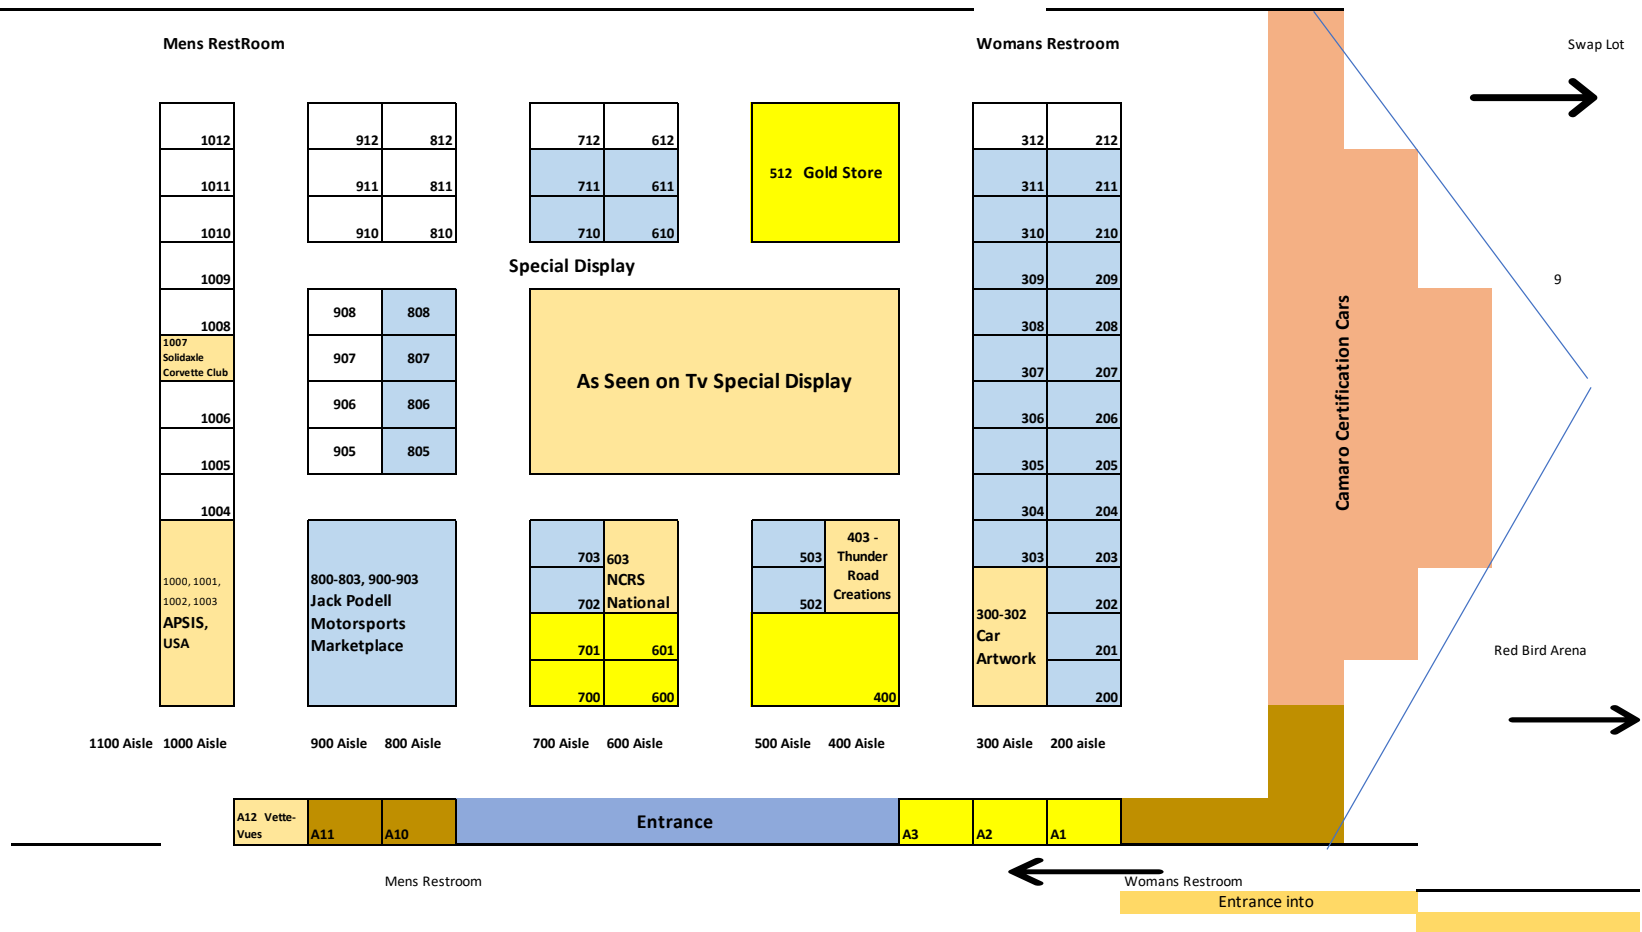 Mens RestRoom
Womans Restroom
Swap Lot
1012
912
812
712
612
512 Gold Store
312
212
1011
911
811
711
611
311
211
1010
910
810
710
610
310
210
Special Display
1009
309
209
9
1008
908
808
308
208
1007
Solidaxle
Corvette Club
907
807
As Seen on Tv Special Display
307
207
Camaro Certification Cars
1006
906
806
306
206
1005
905
805
305
205
1004
304
204
1000, 1001,
1002, 1003
APSIS,
USA
800-803, 900-903
Jack Podell
Motorsports
Marketplace
703
603
NCRS
National
702
503
403 -
Thunder
Road
Creations
502
303
203
300-302
Car
Artwork
202
701
601
201
Red Bird Arena
700
600
400
200
1100 Aisle
1000 Aisle
900 Aisle
800 Aisle
700 Aisle
600 Aisle
500 Aisle
400 Aisle
300 Aisle
200 aisle
A12 Vette-
Vues
A11
A10
Entrance
A3
A2
A1
Mens Restroom
Womans Restroom
Entrance into